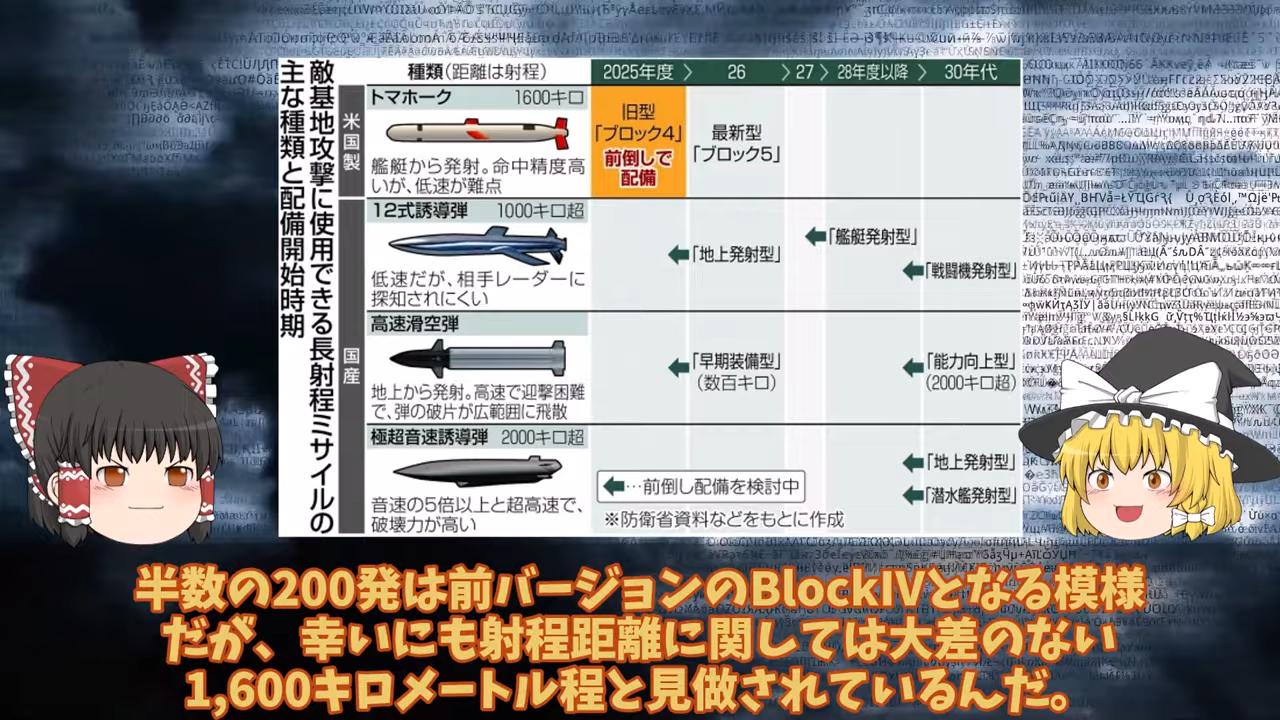 敵基地攻撃に使用できる長射程ミサイルの
主な種類と配備開始時期
種類(距離は射程)
2025年度
26
27
28年度以降
30年代
米国製
トマホーク 1600キロ
艦艇から発射。命中精度高
いが、低速が難点
旧型
「ブロック4」
前倒しで
配備
最新型
「ブロック5」
国産
12式誘導弾 1000キロ超
低速だが、相手レーダーに
探知されにくい
「地上発射型」
「艦艇発射型」
「戦闘機発射型」
高速滑空弾
地上から発射。高速で迎撃困難
で、弾の破片が広範囲に飛散
「早期装備型」
(数百キロ)
「能力向上型」
(2000キロ超)
極超音速誘導弾 2000キロ超
音速の5倍以上と超高速で、
破壊力が高い
「地上発射型」
「潜水艦発射型」
…前倒し配備を検討中
※防衛省資料などをもとに作成
半数の200発は前バージョンのBlockIVとなる模様
だが、幸いにも射程距離に関しては大差のない
1,600キロメートル程と見做されているんだ。